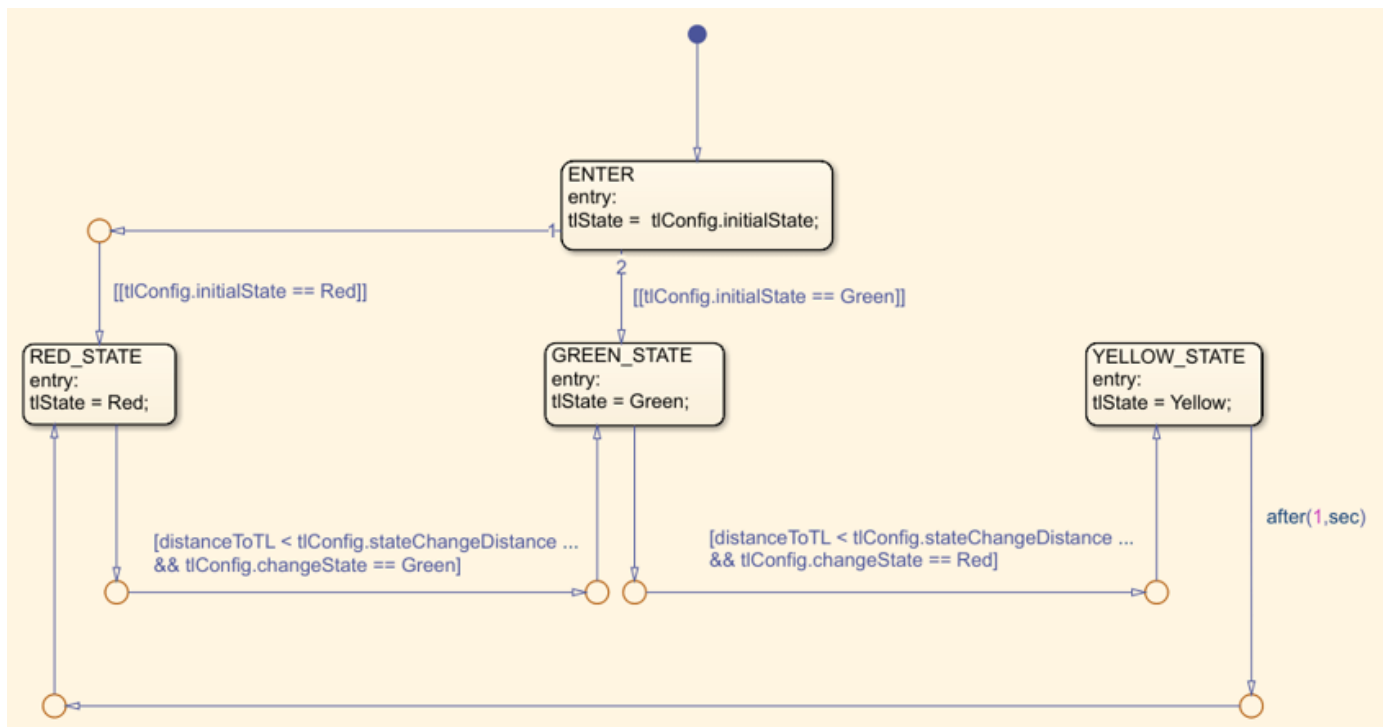 ENTER
entry:
tlState =  tlConfig.initialState;
1
2
[[tlConfig.initialState == Red]]
[[tlConfig.initialState == Green]]
RED_STATE
entry:
tlState = Red;
GREEN_STATE
entry:
tlState = Green;
YELLOW_STATE
entry:
tlState = Yellow;
[distanceToTL < tlConfig.stateChangeDistance ...
&& tlConfig.changeState == Green]
[distanceToTL < tlConfig.stateChangeDistance ...
&& tlConfig.changeState == Red]
after(1,sec)